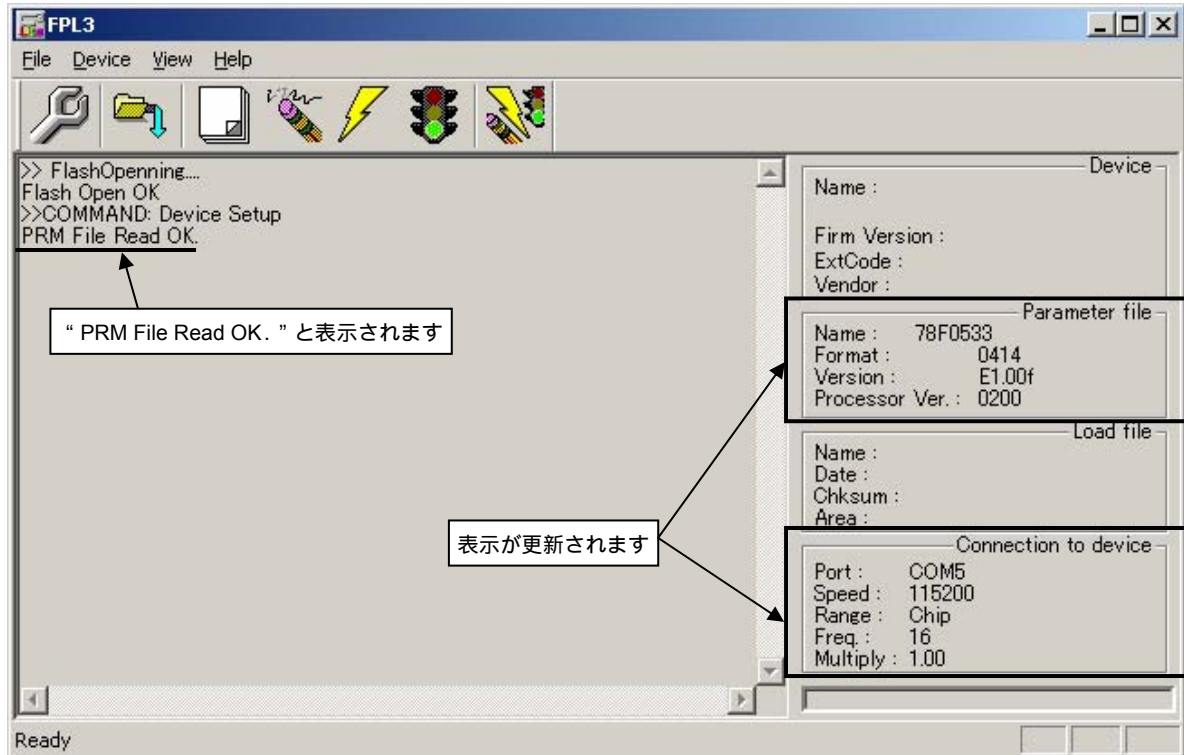 FPL3
File Device View Help
>> FlashOpenning....
Flash Open OK
>>COMMAND: Device Setup
PRM File Read OK.
“ PRM File Read OK．” と表示されます
表示が更新されます
Device
Name :
Firm Version :
ExtCode :
Vendor :
Parameter file
Name : 78F0533
Format : 0414
Version : E1.00f
Processor Ver. : 0200
Load file
Name :
Date :
Chksum :
Area :
Connection to device
Port : COM5
Speed : 115200
Range : Chip
Freq. : 16
Multiply : 1.00
Ready